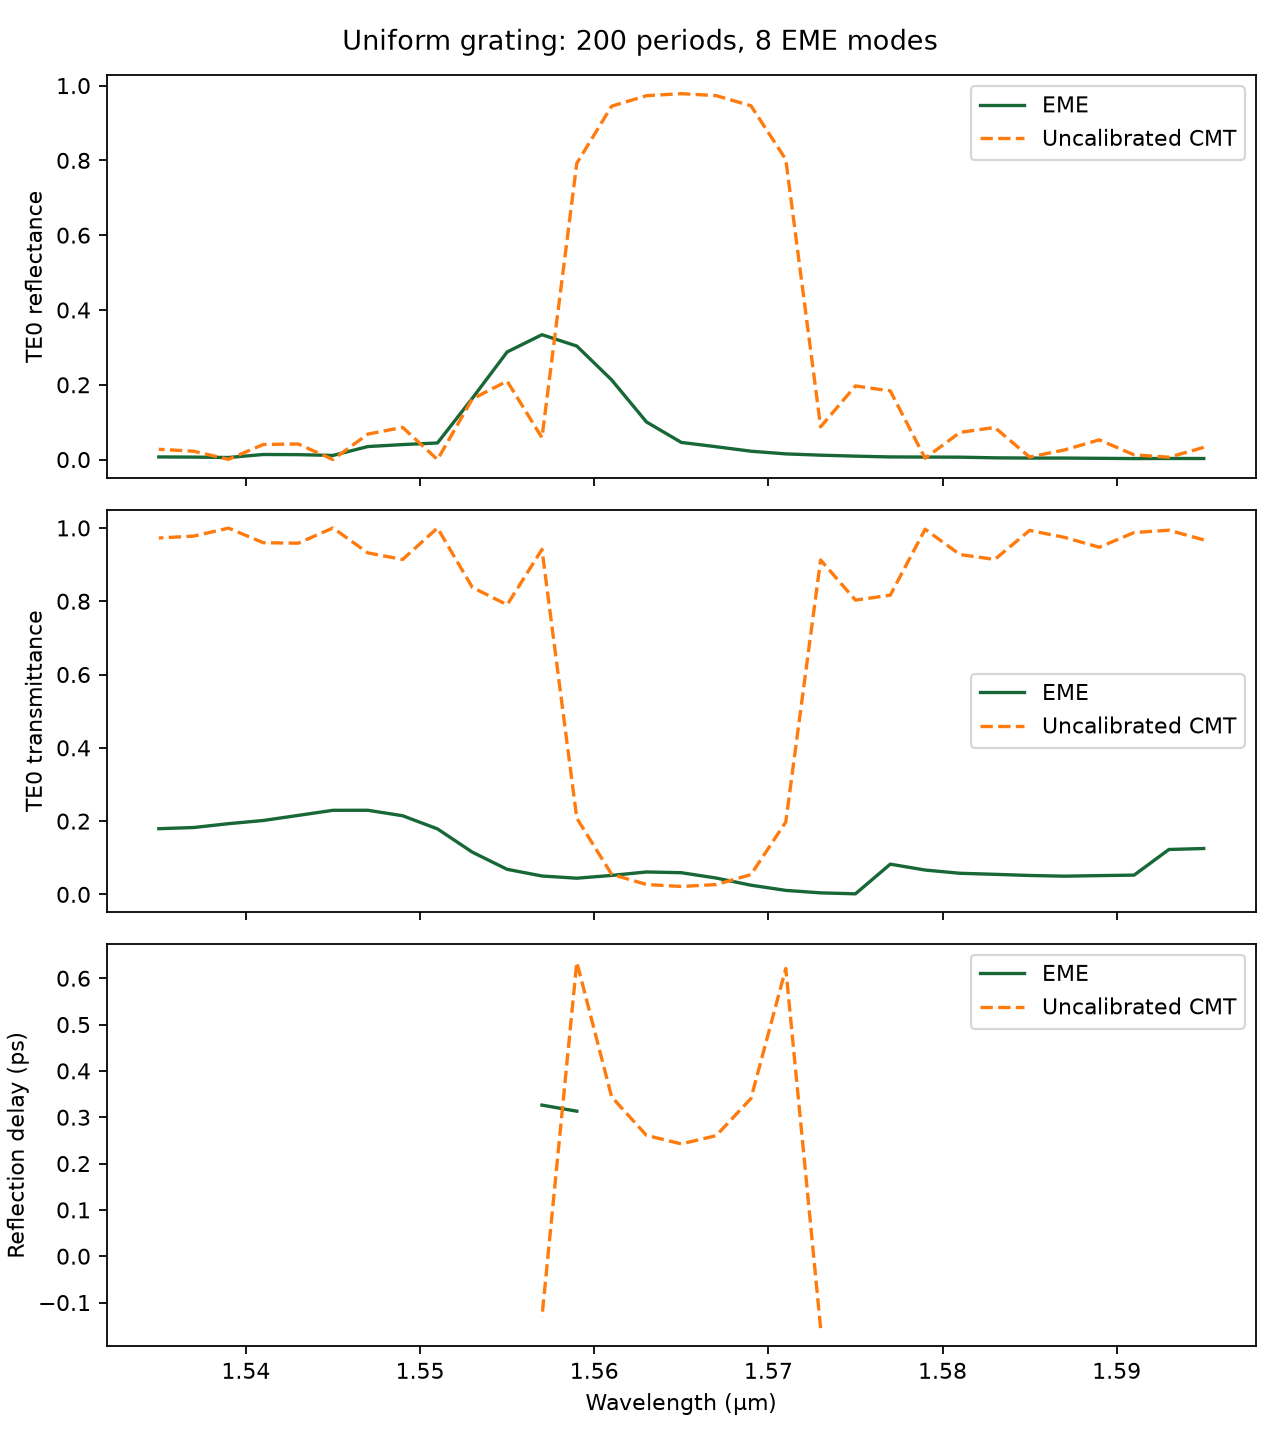 Uniform grating: 200 periods, 8 EME modes
1.0
0.8
0.6
0.4
0.2
0.0
TE0 reflectance
EME
Uncalibrated CMT
1.0
0.8
0.6
0.4
0.2
0.0
TE0 transmittance
EME
Uncalibrated CMT
0.6
0.5
0.4
0.3
0.2
0.1
0.0
−0.1
Reflection delay (ps)
EME
Uncalibrated CMT
1.54 1.55 1.56 1.57 1.58 1.59
Wavelength (µm)